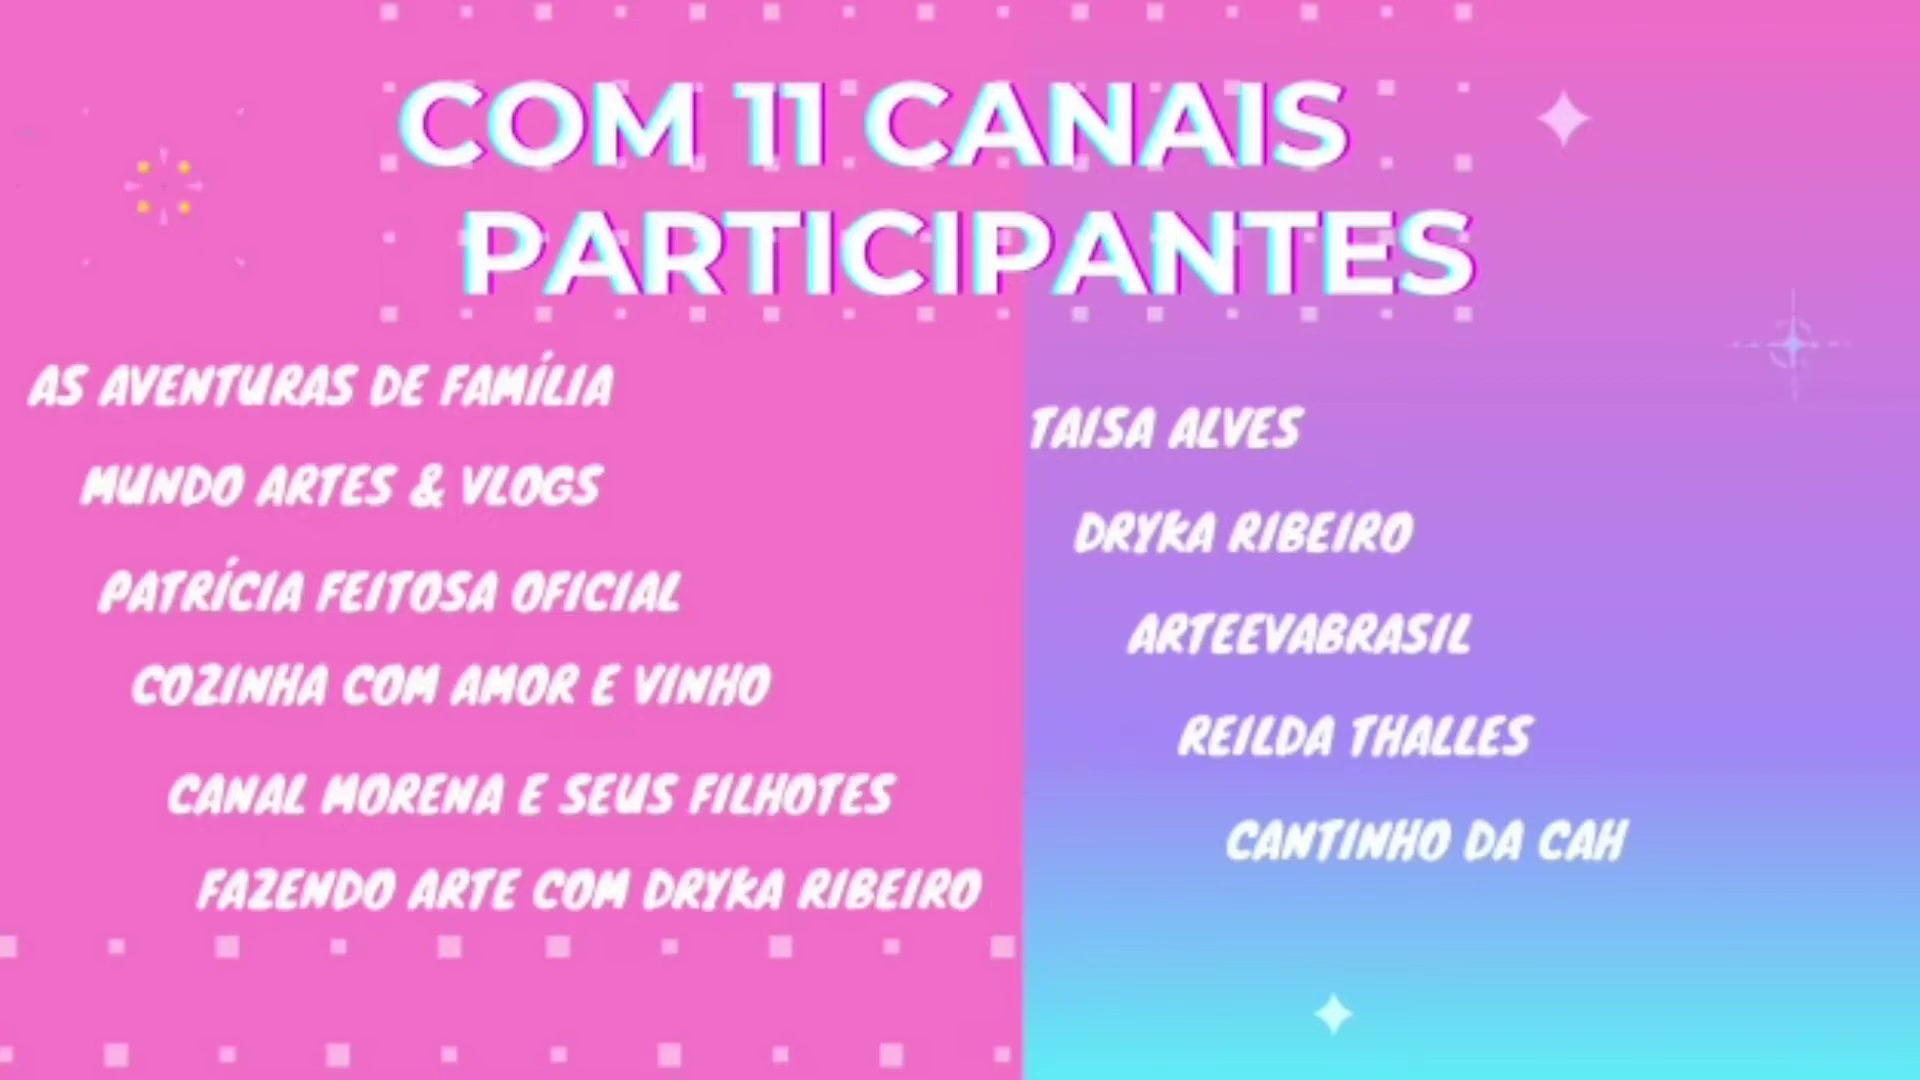 COM 11 CANAIS
PARTICIPANTES
AS AVENTURAS DE FAMÍLIA
MUNDO ARTES & VLOGS
PATRÍCIA FEITOSA OFICIAL
COZINHA COM AMOR E VINHO
CANAL MORENA E SEUS FILHOTES
FAZENDO ARTE COM DRYKA RIBEIRO
TAISA ALVES
DRYKA RIBEIRO
ARTEEVABRASIL
REILDA THALLES
CANTINHO DA CAH